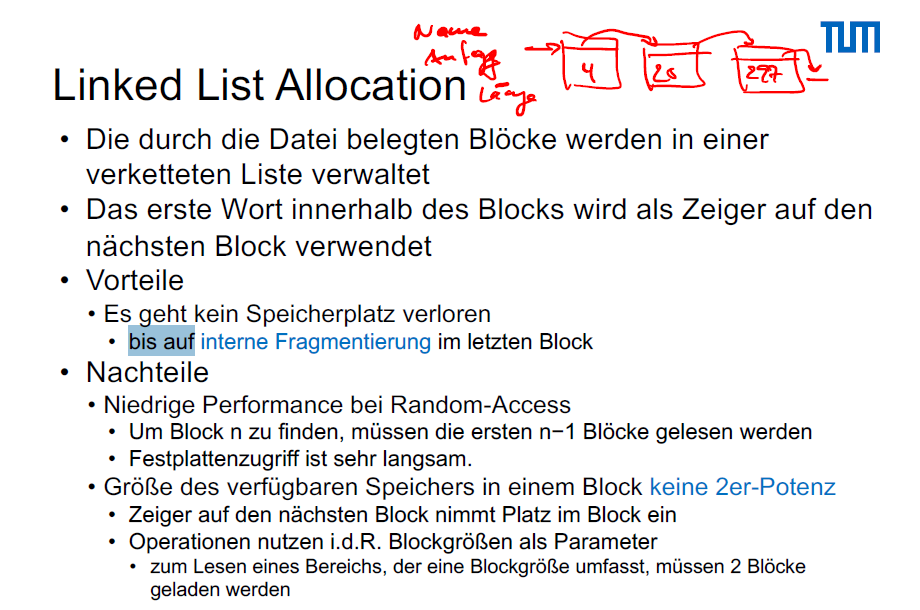 Name
Anfang
Länge
4
25
277
TUM
Linked List Allocation
• Die durch die Datei belegten Blöcke werden in einer
verketteten Liste verwaltet
• Das erste Wort innerhalb des Blocks wird als Zeiger auf den
nächsten Block verwendet
• Vorteile
• Es geht kein Speicherplatz verloren
• bis auf interne Fragmentierung im letzten Block
• Nachteile
• Niedrige Performance bei Random-Access
• Um Block n zu finden, müssen die ersten n−1 Blöcke gelesen werden
• Festplattenzugriff ist sehr langsam.
• Größe des verfügbaren Speichers in einem Block keine 2er-Potenz
• Zeiger auf den nächsten Block nimmt Platz im Block ein
• Operationen nutzen i.d.R. Blockgrößen als Parameter
• zum Lesen eines Bereichs, der eine Blockgröße umfasst, müssen 2 Blöcke
geladen werden